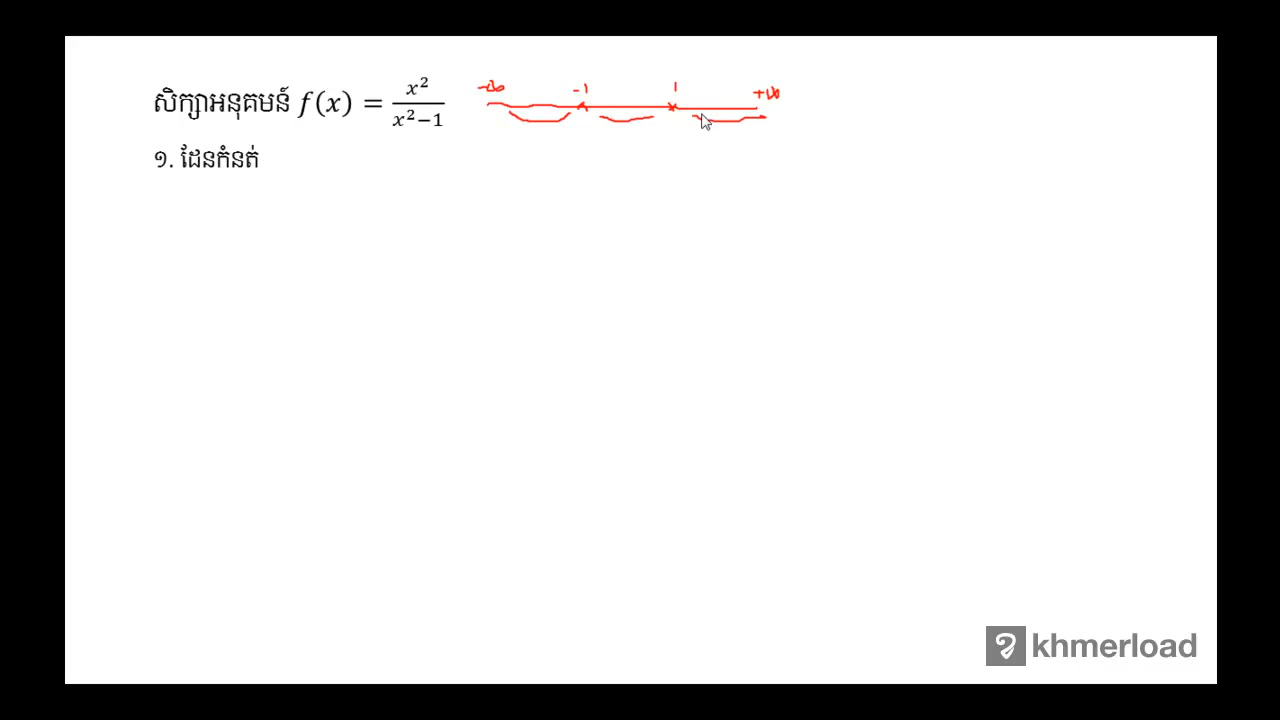 សិក្សាអនុគមន៍ f(x) = x²/(x²−1)
-∞ -1 1 +∞
១. ដែនកំនត់
khmerload